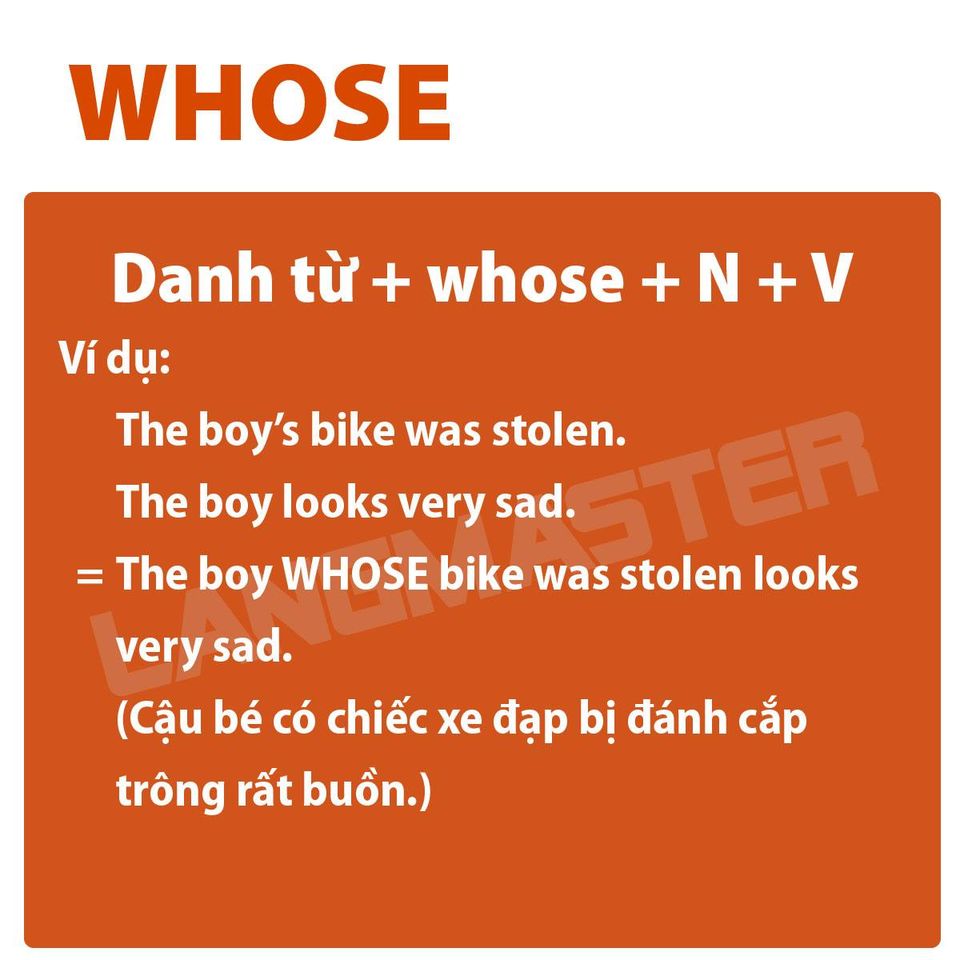 WHOSE
Danh từ + whose + N + V
Ví dụ:
The boy’s bike was stolen.
The boy looks very sad.
= The boy WHOSE bike was stolen looks
very sad.
(Cậu bé có chiếc xe đạp bị đánh cắp
trông rất buồn.)
LANGMASTER